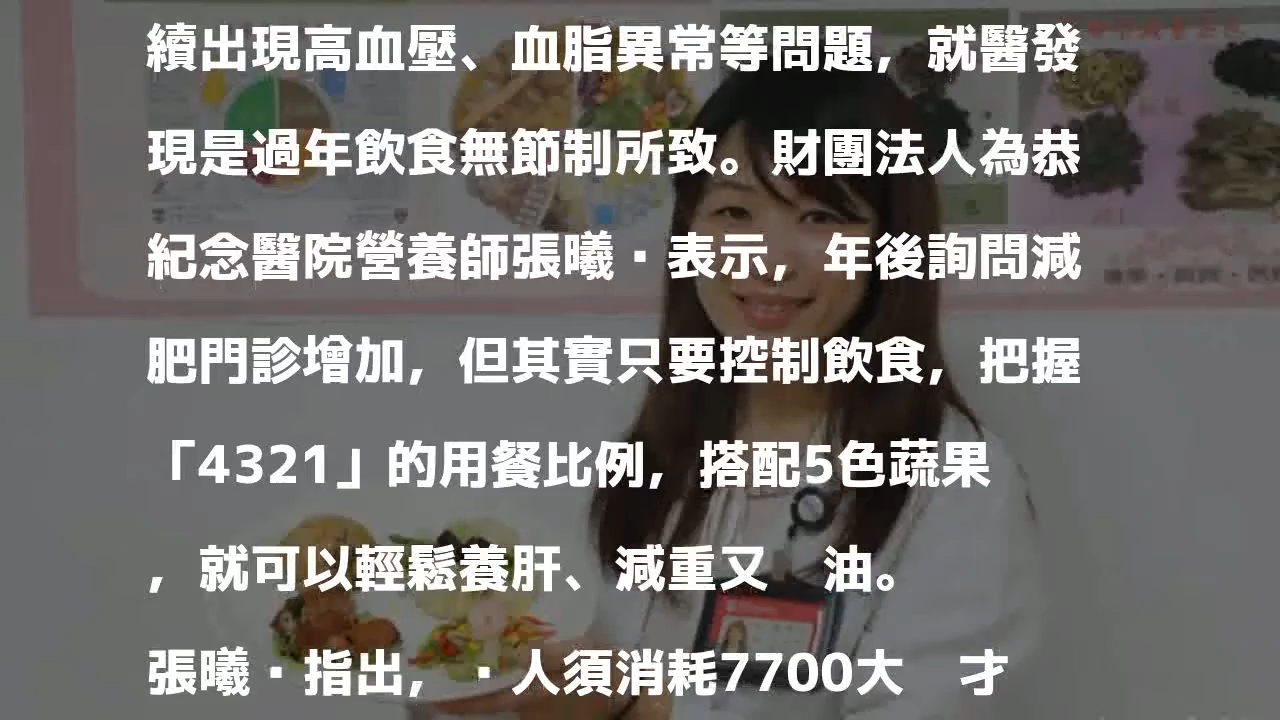 續出現高血壓、血脂異常等問題，就醫發
現是過年飲食無節制所致。財團法人為恭
紀念醫院營養師張曦·表示，年後詢問減
肥門診增加，但其實只要控制飲食，把握
「4321」的用餐比例，搭配5色蔬果
，就可以輕鬆養肝、減重又　油。
張曦·指出，·人須消耗7700大　才